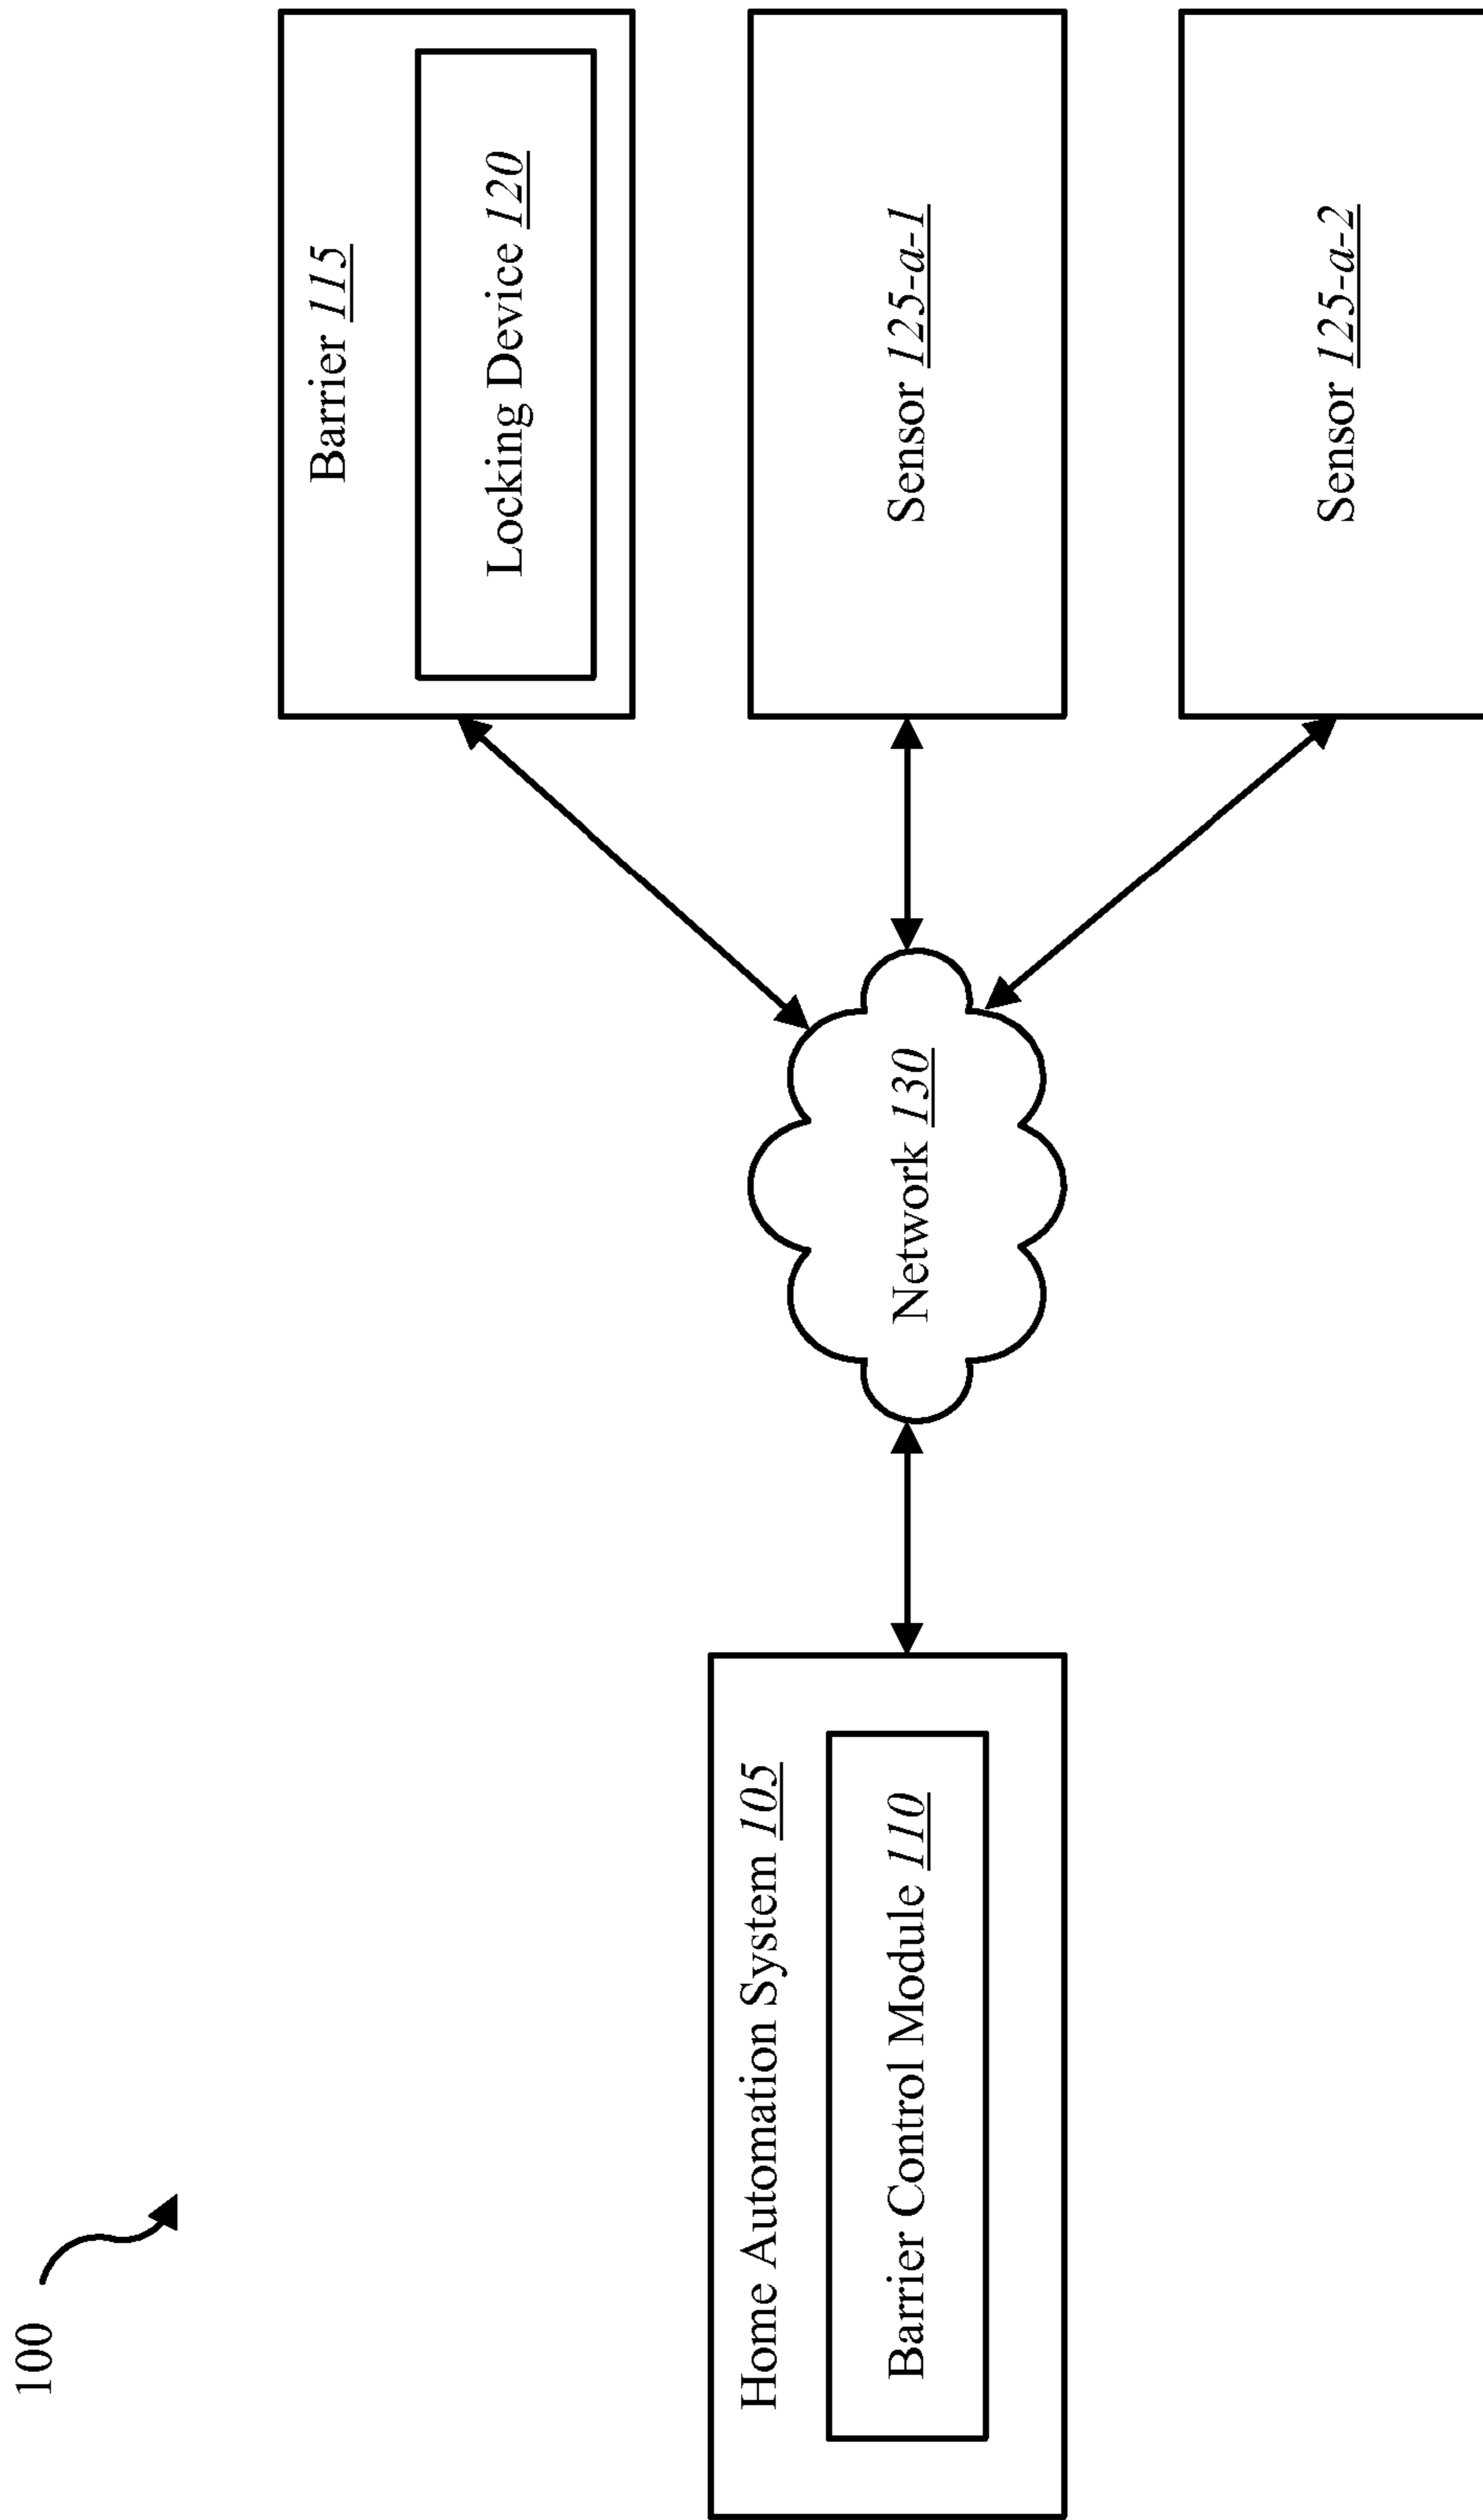 100
Home Automation System 105
Barrier Control Module 110
Network 130
Barrier 115
Locking Device 120
Sensor 125-a-1
Sensor 125-a-2